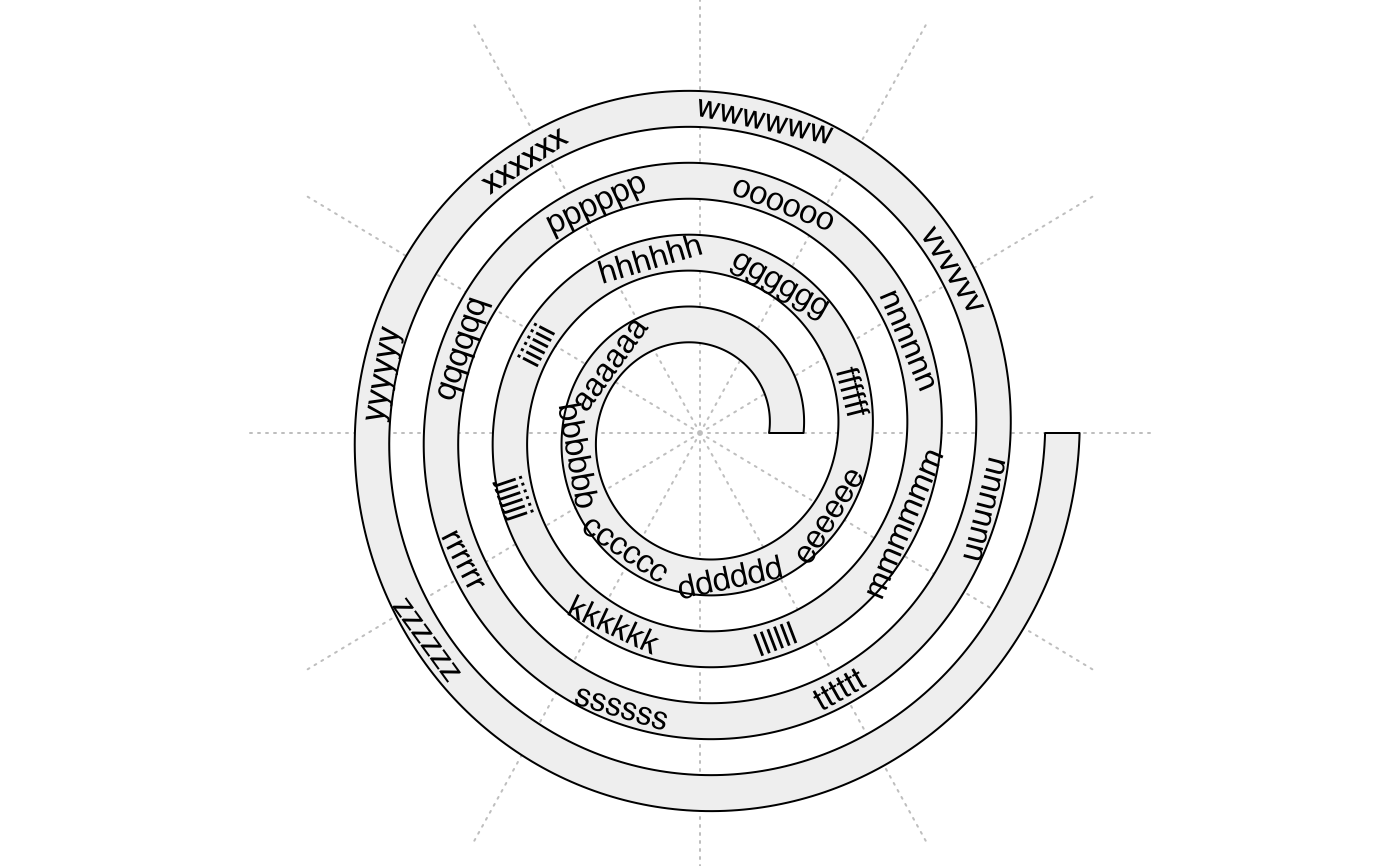 aaaaaa
bbbbbb
cccccc
dddddd
eeeeee
ffffff
gggggg
hhhhhh
iiiiii
jjjjjj
kkkkkk
llllll
mmmmmm
nnnnnn
oooooo
pppppp
qqqqqq
rrrrrr
ssssss
tttttt
uuuuuu
vvvvvv
wwwwww
xxxxxx
yyyyyy
zzzzzz